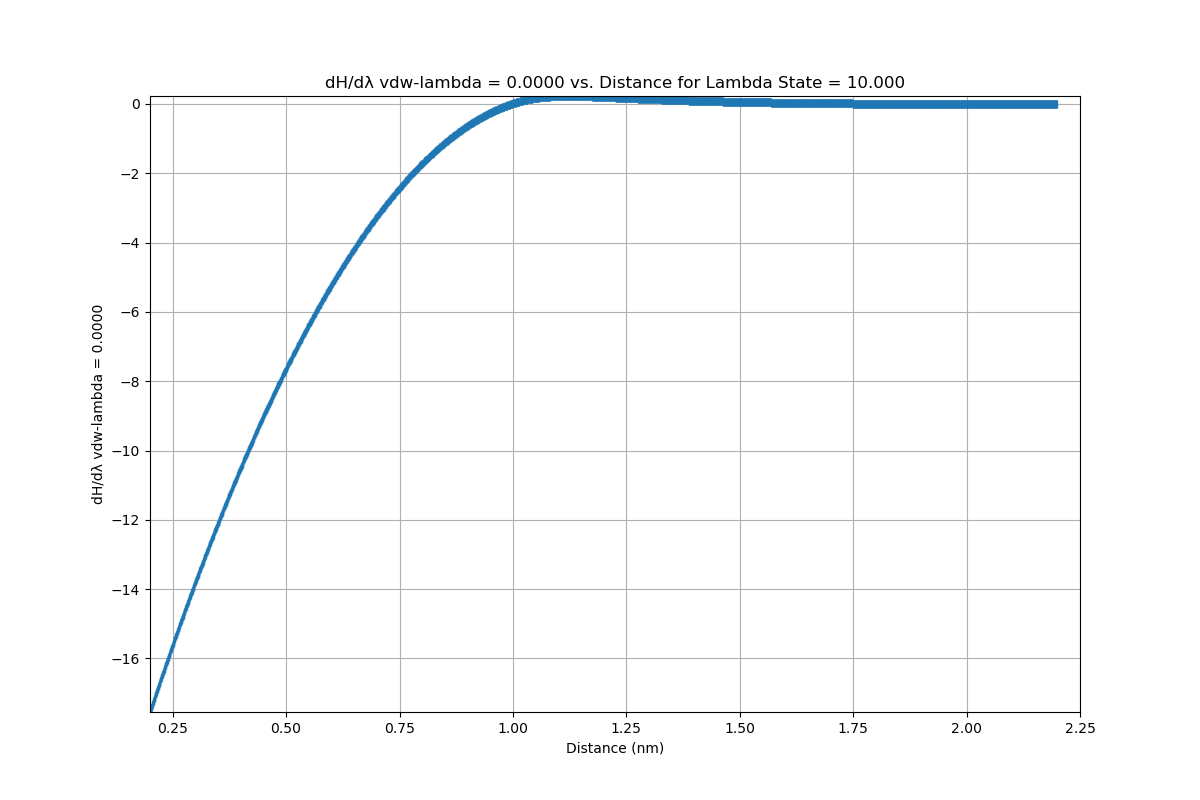 dH/dλ vdw-lambda = 0.0000 vs. Distance for Lambda State = 10.000
dH/dλ vdw-lambda = 0.0000
0
−2
−4
−6
−8
−10
−12
−14
−16
0.25 0.50 0.75 1.00 1.25 1.50 1.75 2.00 2.25
Distance (nm)